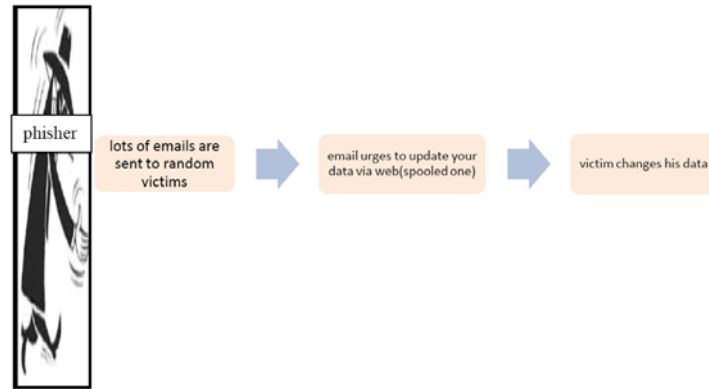 phisher
lots of emails are
sent to random
victims
email urges to update your
data via web(spooled one)
victim changes his data